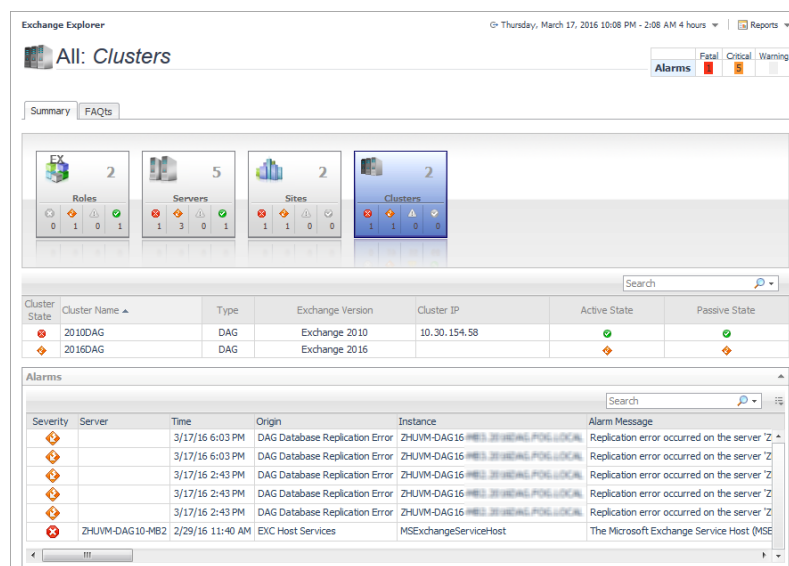 Exchange Explorer
Thursday, March 17, 2016 10:08 PM - 2:08 AM 4 hours Reports
All: Clusters
Fatal Critical Warning
Alarms 1 5
Summary FAQts
EX
2 5 2 2
Roles Servers Sites Clusters
0 1 0 1 1 3 0 1 1 1 0 0 1 1 0 0
Search
Cluster State Cluster Name Type Exchange Version Cluster IP Active State Passive State
2010DAG DAG Exchange 2010 10.30.154.58
2016DAG DAG Exchange 2016
Alarms
Search
Severity Server Time Origin Instance Alarm Message
3/17/16 6:03 PM DAG Database Replication Error ZHUVM-DAG16 Replication error occurred on the server 'Z
3/17/16 6:03 PM DAG Database Replication Error ZHUVM-DAG16 Replication error occurred on the server 'Z
3/17/16 2:43 PM DAG Database Replication Error ZHUVM-DAG16 Replication error occurred on the server 'Z
3/17/16 2:43 PM DAG Database Replication Error ZHUVM-DAG16 Replication error occurred on the server 'Z
3/17/16 2:43 PM DAG Database Replication Error ZHUVM-DAG16 Replication error occurred on the server 'Z
ZHUVM-DAG10-MB2 2/29/16 11:40 AM EXC Host Services MSExchangeServiceHost The Microsoft Exchange Service Host (MSE